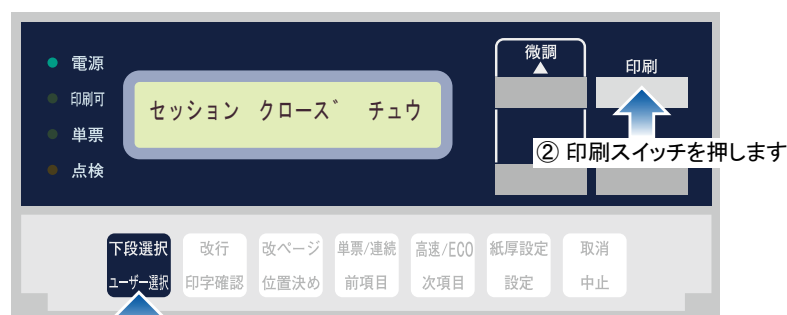 電源
印刷可
単票
点検
セッション クローズ゛ チュウ
微調
▲
印刷
② 印刷スイッチを押します
下段選択 改行 改ページ 単票/連続 高速/ECO 紙厚設定 取消
ユーザー選択 印字確認 位置決め 前項目 次項目 設定 中止